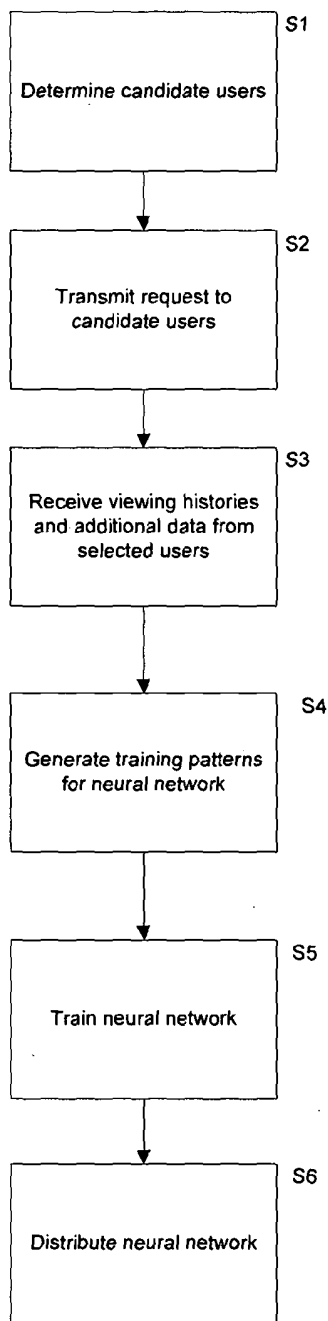 S1
Determine candidate users
S2
Transmit request to
candidate users
S3
Receive viewing histories
and additional data from
selected users
S4
Generate training patterns
for neural network
S5
Train neural network
S6
Distribute neural network